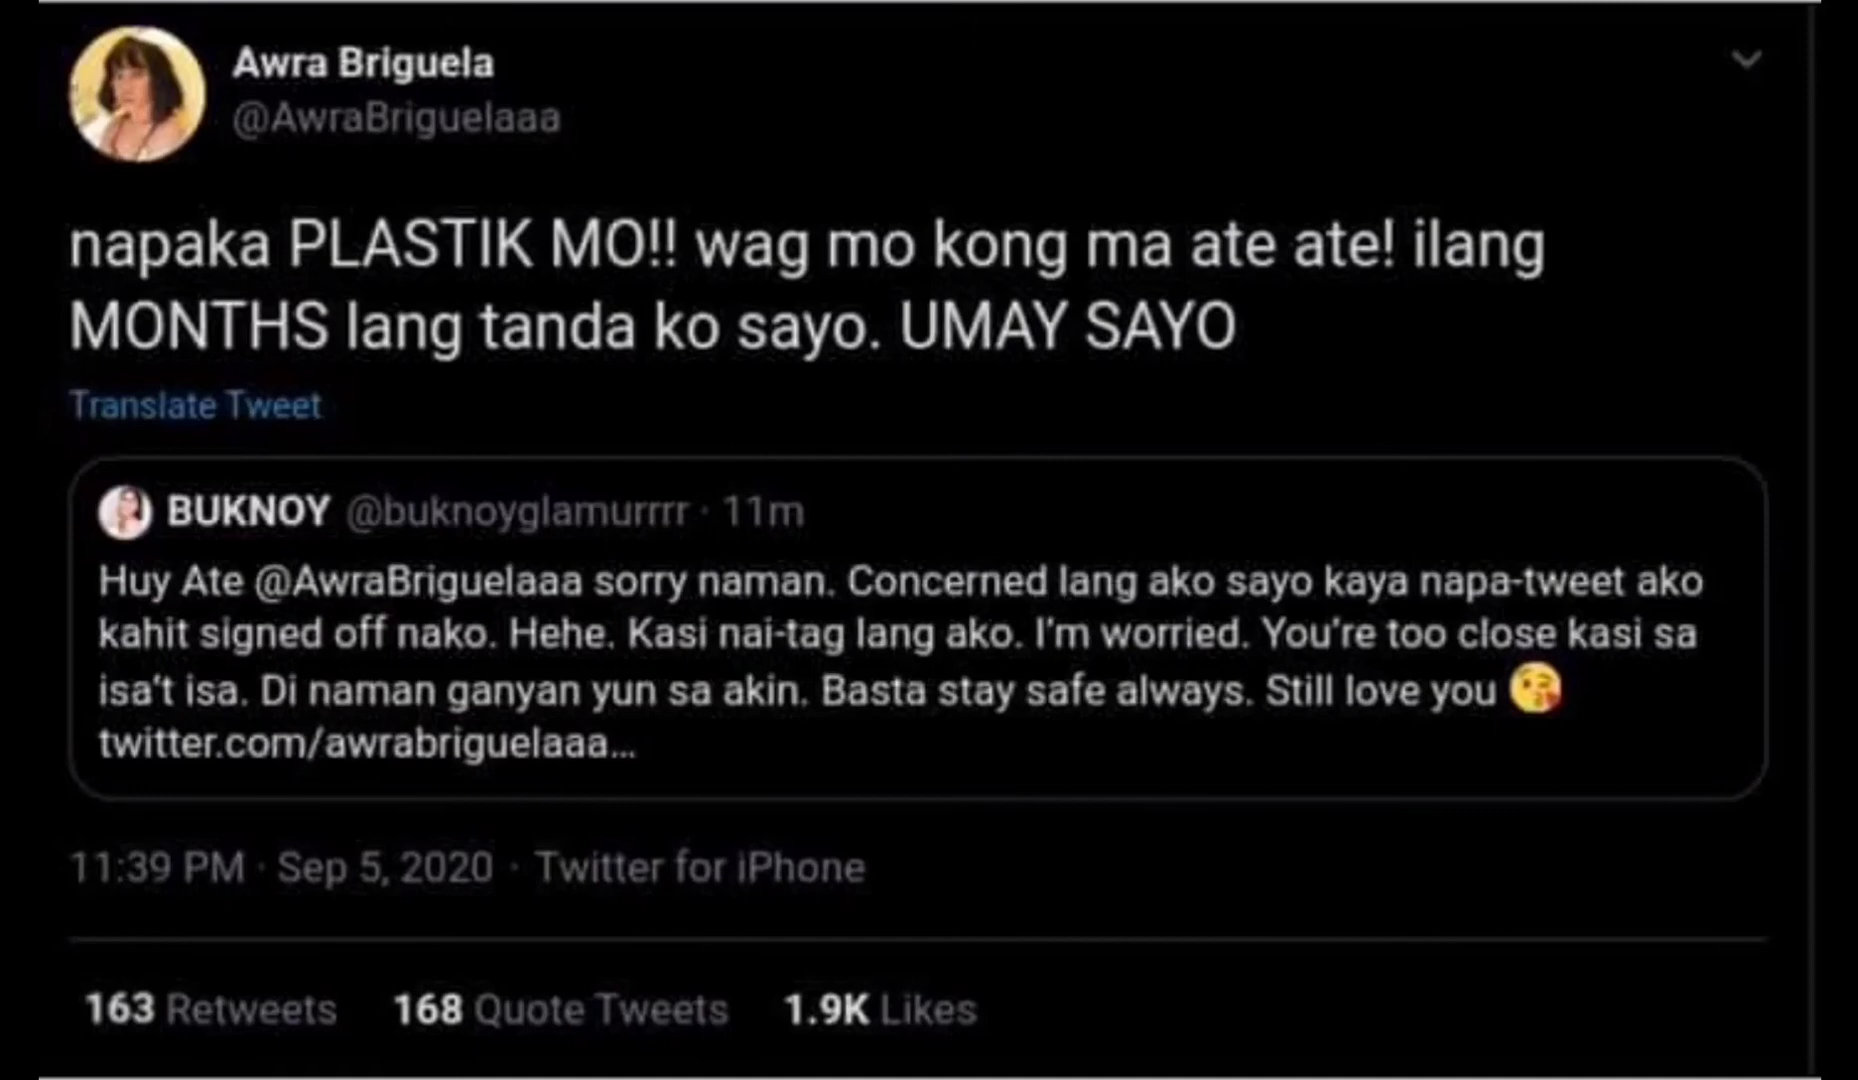 Awra Briguela
@AwraBriguelaaa
napaka PLASTIK MO!! wag mo kong ma ate ate! ilang
MONTHS lang tanda ko sayo. UMAY SAYO
Translate Tweet
BUKNOY @buknoyglamurrrr · 11m
Huy Ate @AwraBriguelaaa sorry naman. Concerned lang ako sayo kaya napa-tweet ako
kahit signed off nako. Hehe. Kasi nai-tag lang ako. I'm worried. You're too close kasi sa
isa't isa. Di naman ganyan yun sa akin. Basta stay safe always. Still love you 😘
twitter.com/awrabriguelaaa…
11:39 PM · Sep 5, 2020 · Twitter for iPhone
163 Retweets 168 Quote Tweets 1.9K Likes